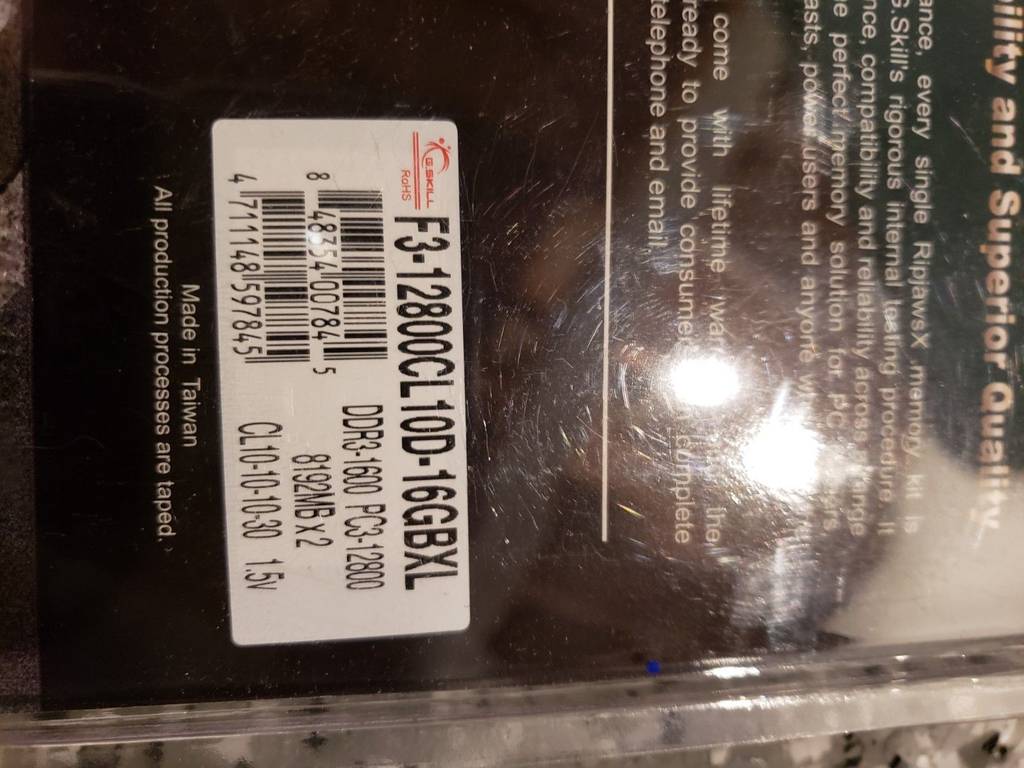 ility and Superior Quality
ance, every single RipjawsX memory kit is
G.Skill's rigorous internal testing procedure. It
nce, compatibility and reliability across a range
e perfect memory solution for PC
asts, power users and anyone
come with lifetime the
ready to provide consumer complete
telephone and email.
G.SKILL
RoHS
F3-12800CL10D-16GBXL
8 48354 00784 5
DDR3-1600 PC3-12800
8192MB x 2
4 711148 597845
CL10-10-10-30 1.5v
Made in Taiwan
All production processes are taped.